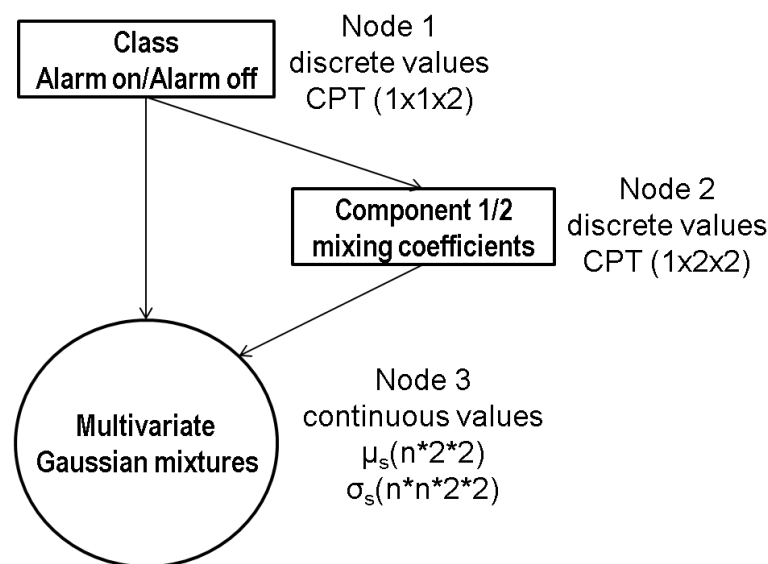 Class
Alarm on/Alarm off
Node 1
discrete values
CPT (1x1x2)
Component 1/2
mixing coefficients
Node 2
discrete values
CPT (1x2x2)
Multivariate
Gaussian mixtures
Node 3
continuous values
μs(n*2*2)
σs(n*n*2*2)